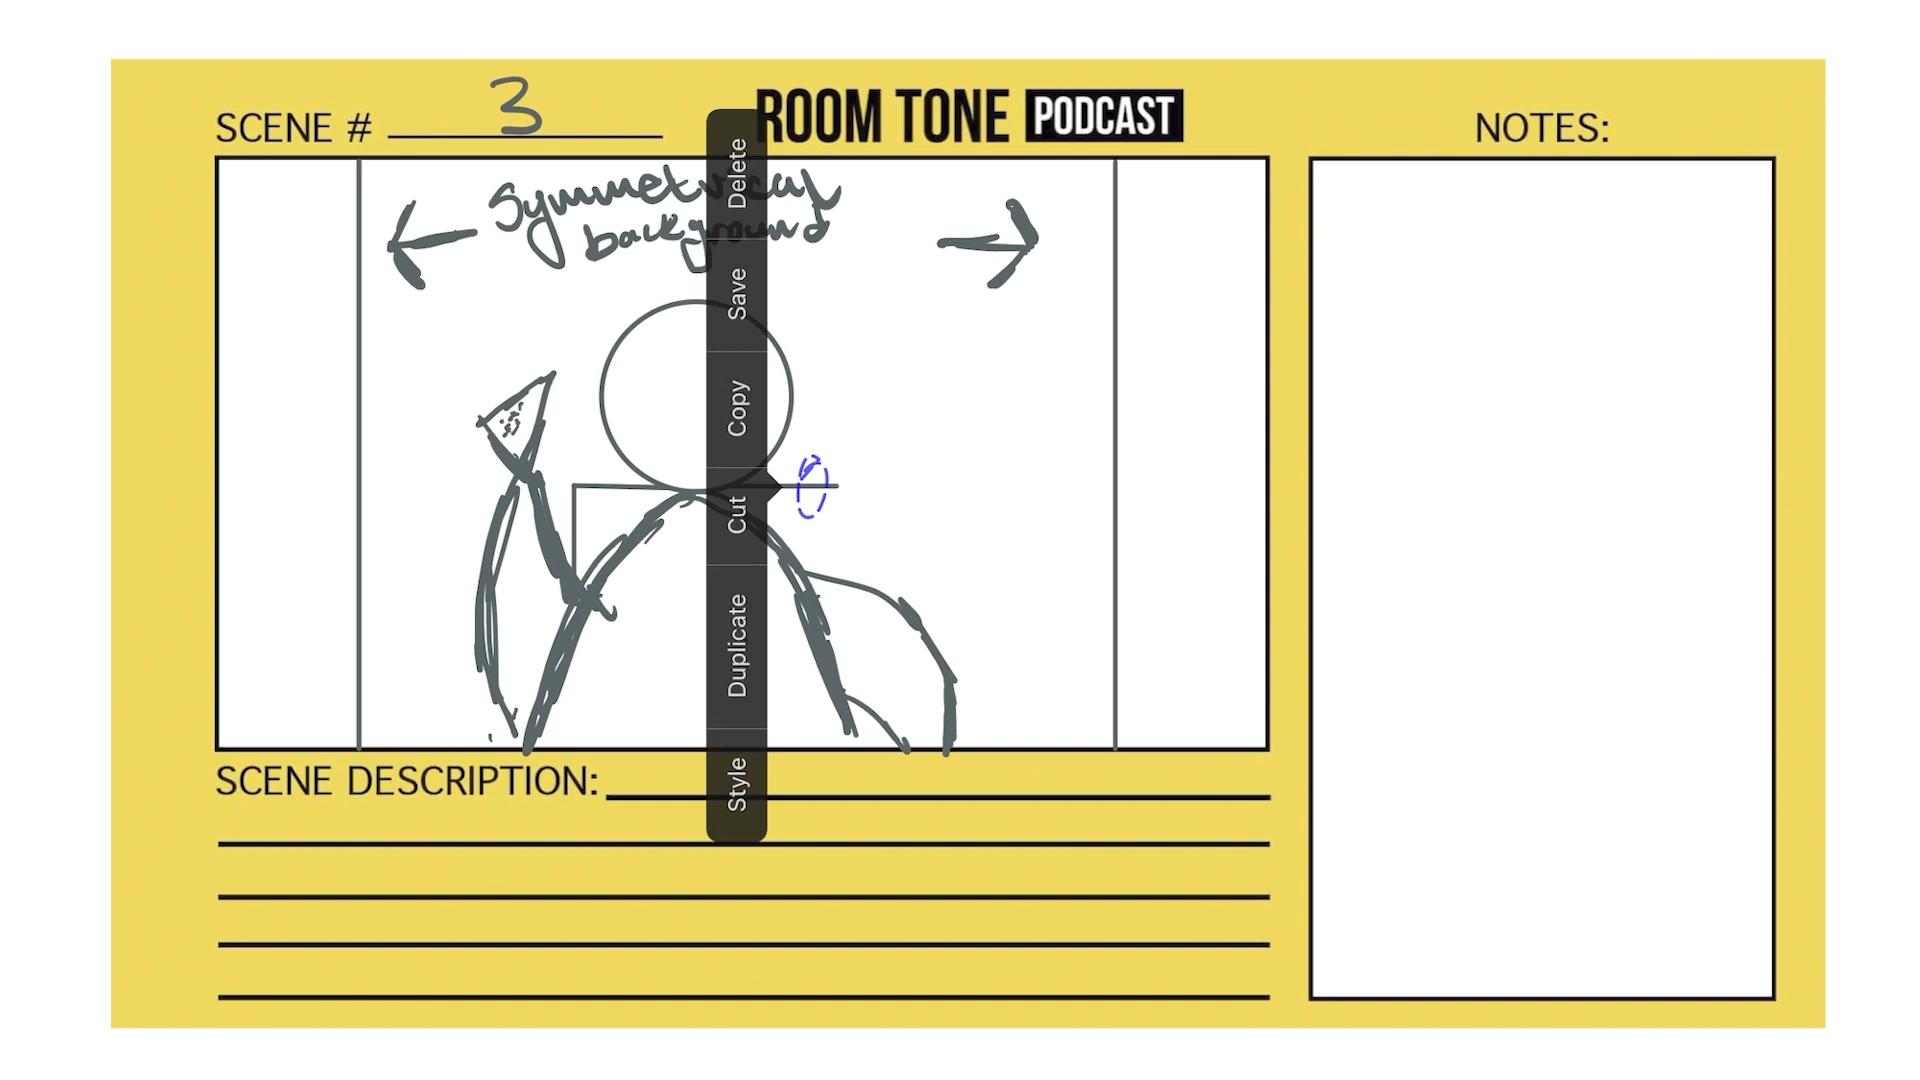 SCENE # 3
ROOM TONE PODCAST
NOTES:
Symmetrical
background
Delete
Save
Copy
Cut
Duplicate
Style
SCENE DESCRIPTION: